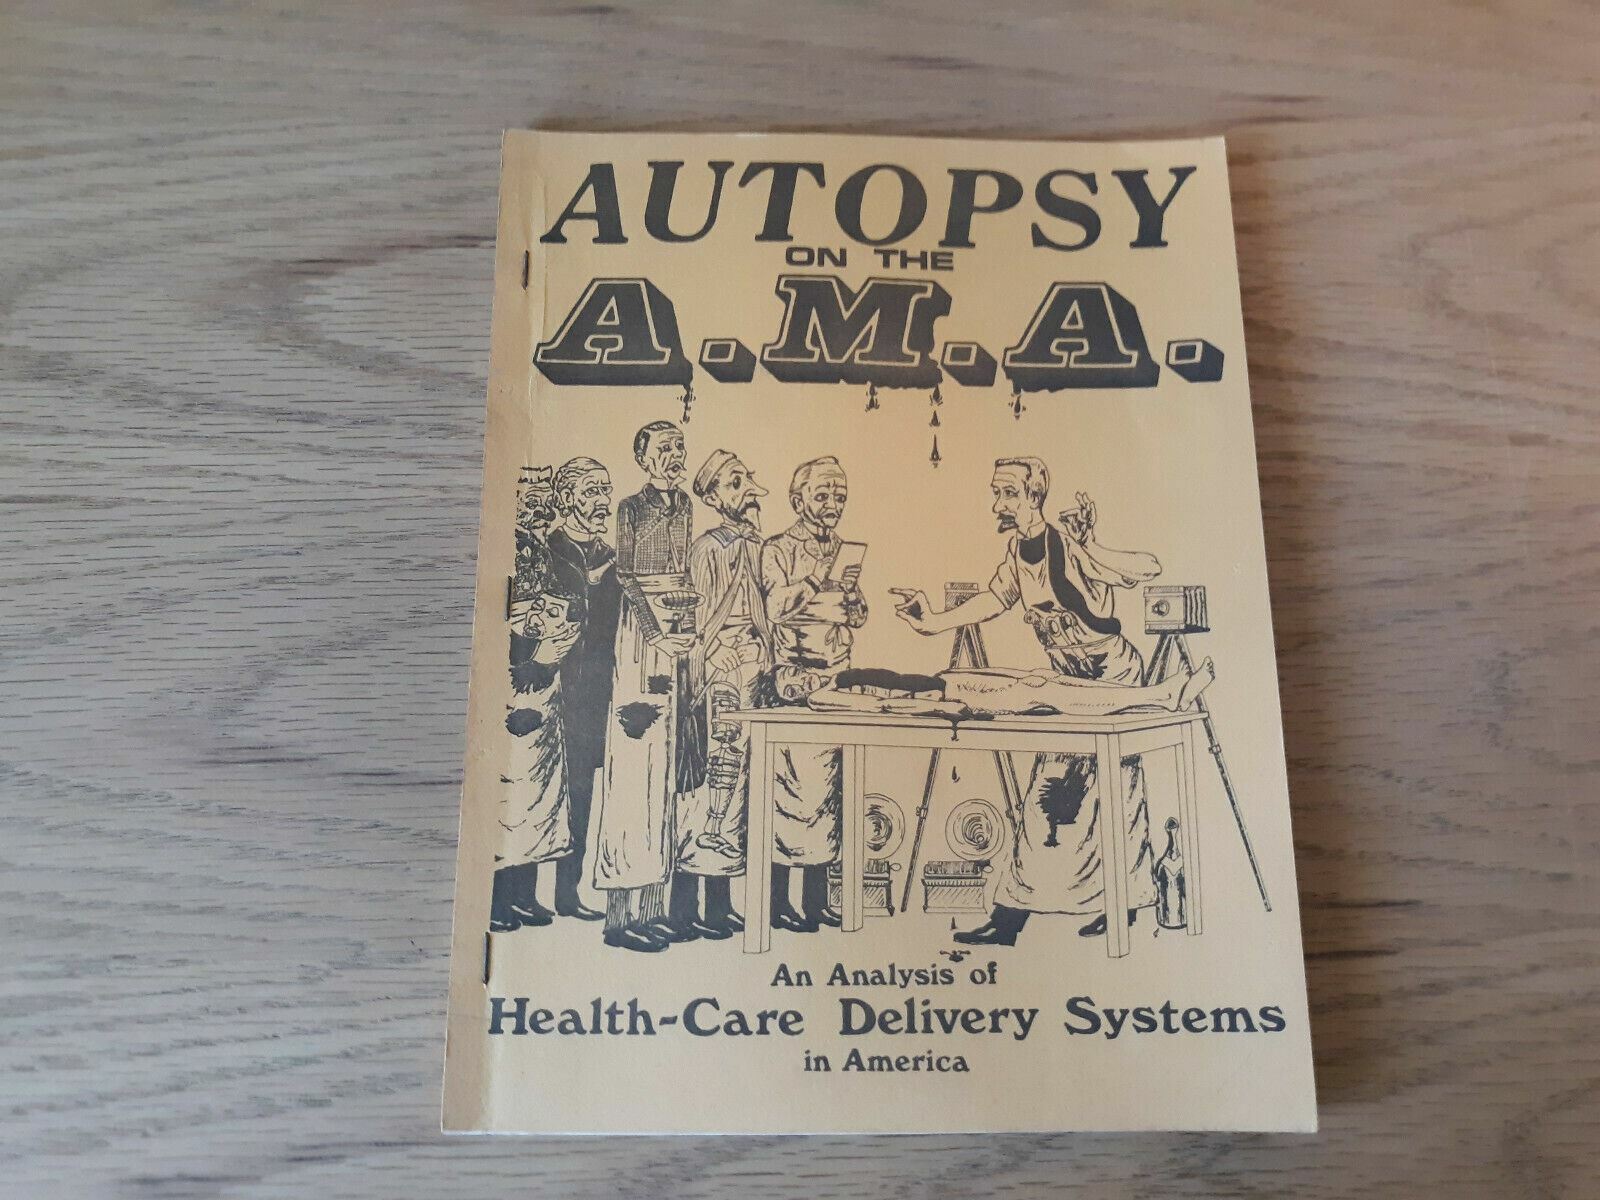 AUTOPSY
ON THE
A.M.A.
An Analysis of
Health-Care Delivery Systems
in America